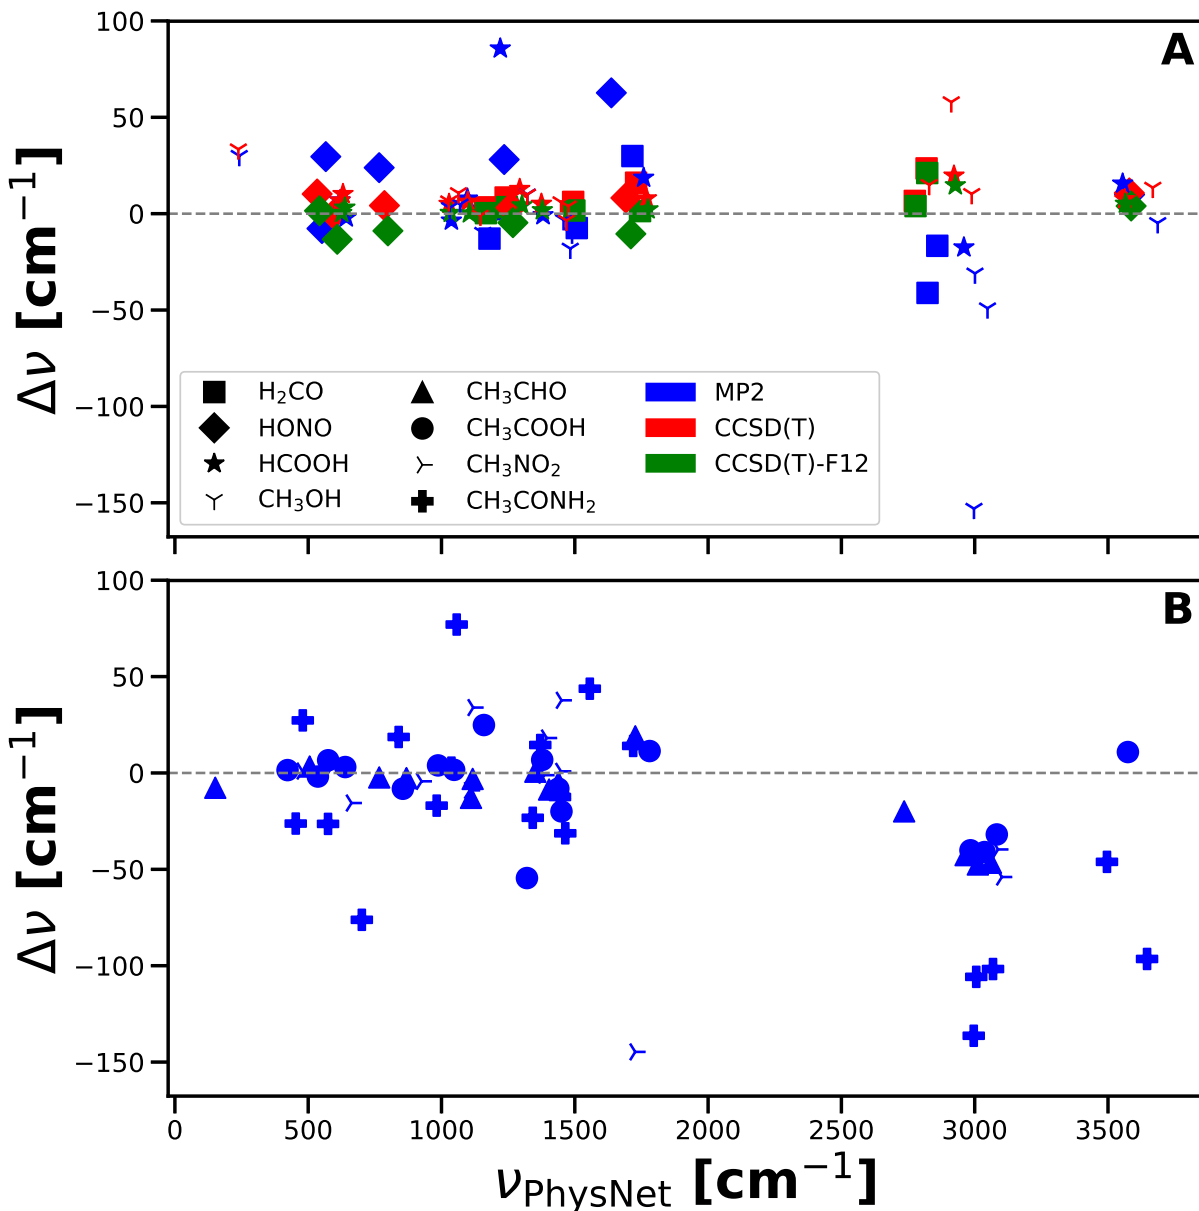 100
A
50
0
−50
−100
−150
Δν [cm⁻¹]
H₂CO
HONO
HCOOH
CH₃OH
CH₃CHO
CH₃COOH
CH₃NO₂
CH₃CONH₂
MP2
CCSD(T)
CCSD(T)-F12
100
B
50
0
−50
−100
−150
Δν [cm⁻¹]
0 500 1000 1500 2000 2500 3000 3500
ν_PhysNet [cm⁻¹]